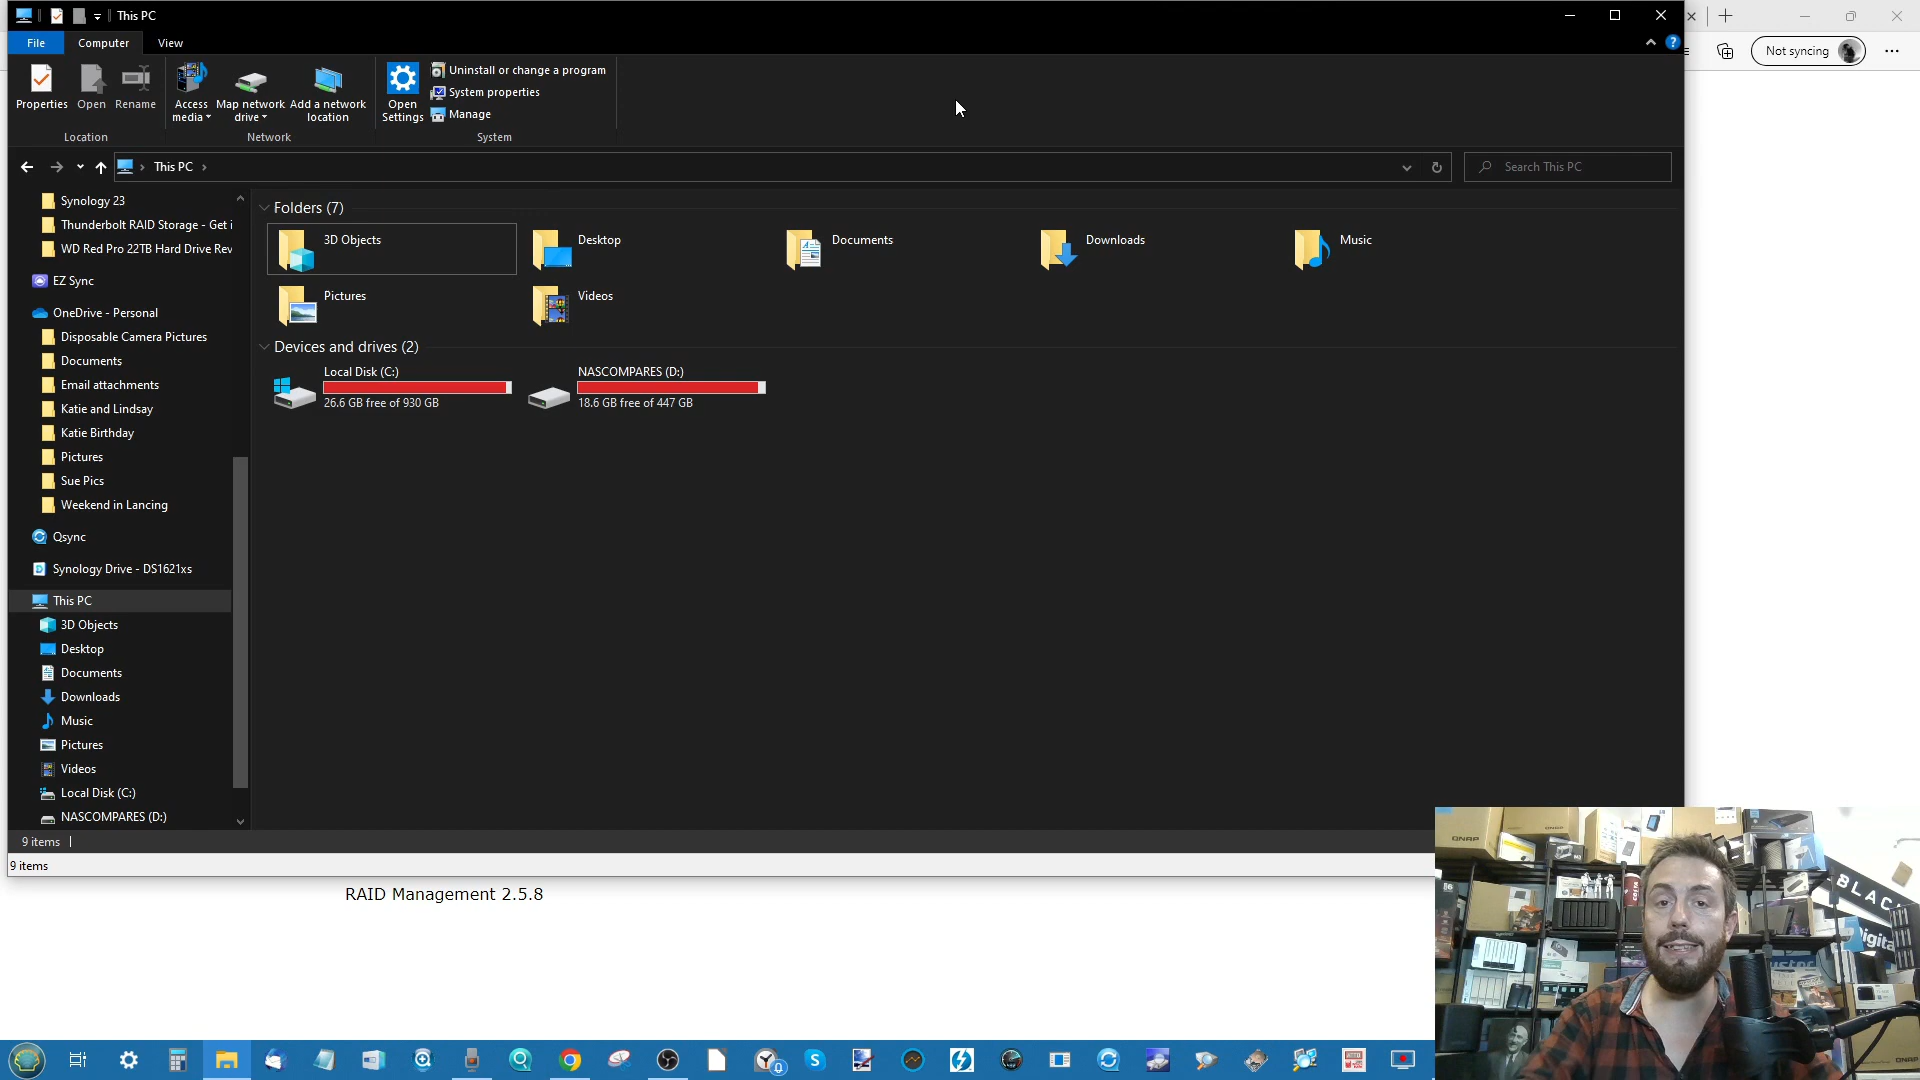 This PC
File Computer View
Not syncing
Properties Open Rename Access media Map network drive Add a network location Open Settings
Uninstall or change a program
System properties
Manage
Location Network System
This PC
Search This PC
Synology 23
Thunderbolt RAID Storage - Get i
WD Red Pro 22TB Hard Drive Rev
EZ Sync
OneDrive - Personal
Disposable Camera Pictures
Documents
Email attachments
Katie and Lindsay
Katie Birthday
Pictures
Sue Pics
Weekend in Lancing
Qsync
Synology Drive - DS1621xs
This PC
3D Objects
Desktop
Documents
Downloads
Music
Pictures
Videos
Local Disk (C:)
NASCOMPARES (D:)
Folders (7)
3D Objects
Desktop
Documents
Downloads
Music
Pictures
Videos
Devices and drives (2)
Local Disk (C:)
26.6 GB free of 930 GB
NASCOMPARES (D:)
18.6 GB free of 447 GB
9 items
9 items
RAID Management 2.5.8
QNAP
BLAC
igita